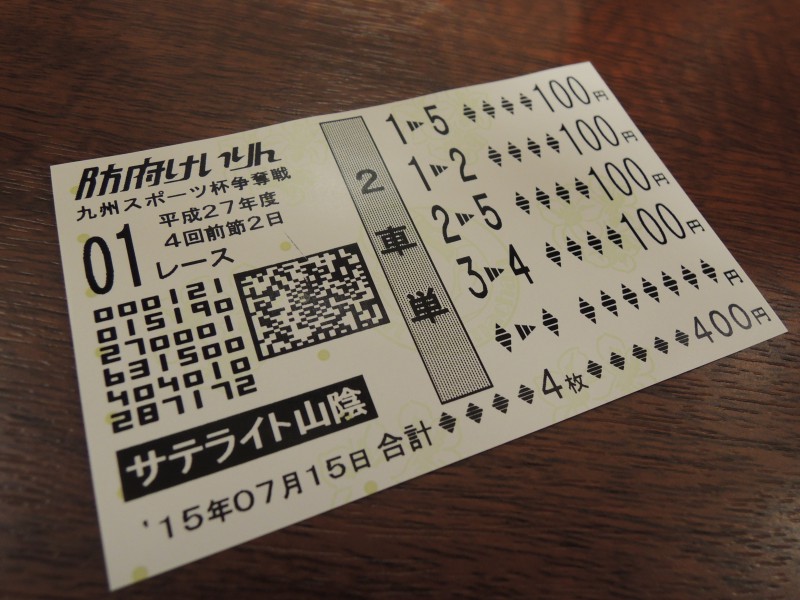 防府けいりん
九州スポーツ杯争奪戦
平成27年度
4回前節2日
01レース
000121
015190
270001
631500
404010
287172
サテライト山陰
'15年07月15日
2車単
1▶5 100円
1▶2 100円
2▶5 100円
3▶4 100円
▶ 円
合計 4枚 400円